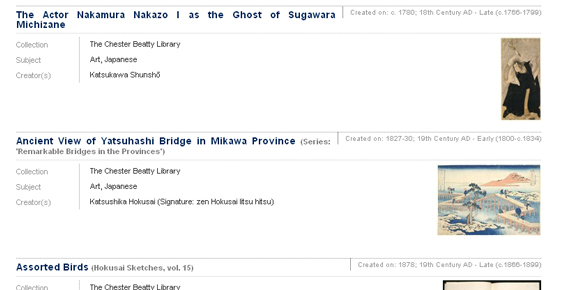 The Actor Nakamura Nakazo I as the Ghost of Sugawara
Michizane
Created on: c. 1780; 18th Century AD - Late (c.1766-1799)
Collection The Chester Beatty Library
Subject Art, Japanese
Creator(s) Katsukawa Shunshō
Ancient View of Yatsuhashi Bridge in Mikawa Province (Series:
'Remarkable Bridges in the Provinces')
Created on: 1827-30; 19th Century AD - Early (1800-c.1834)
Collection The Chester Beatty Library
Subject Art, Japanese
Creator(s) Katsushika Hokusai (Signature: zen Hokusai Iitsu hitsu)
Assorted Birds (Hokusai Sketches, vol. 15)
Created on: 1878; 19th Century AD - Late (c.1866-1899)
Collection The Chester Beatty Library